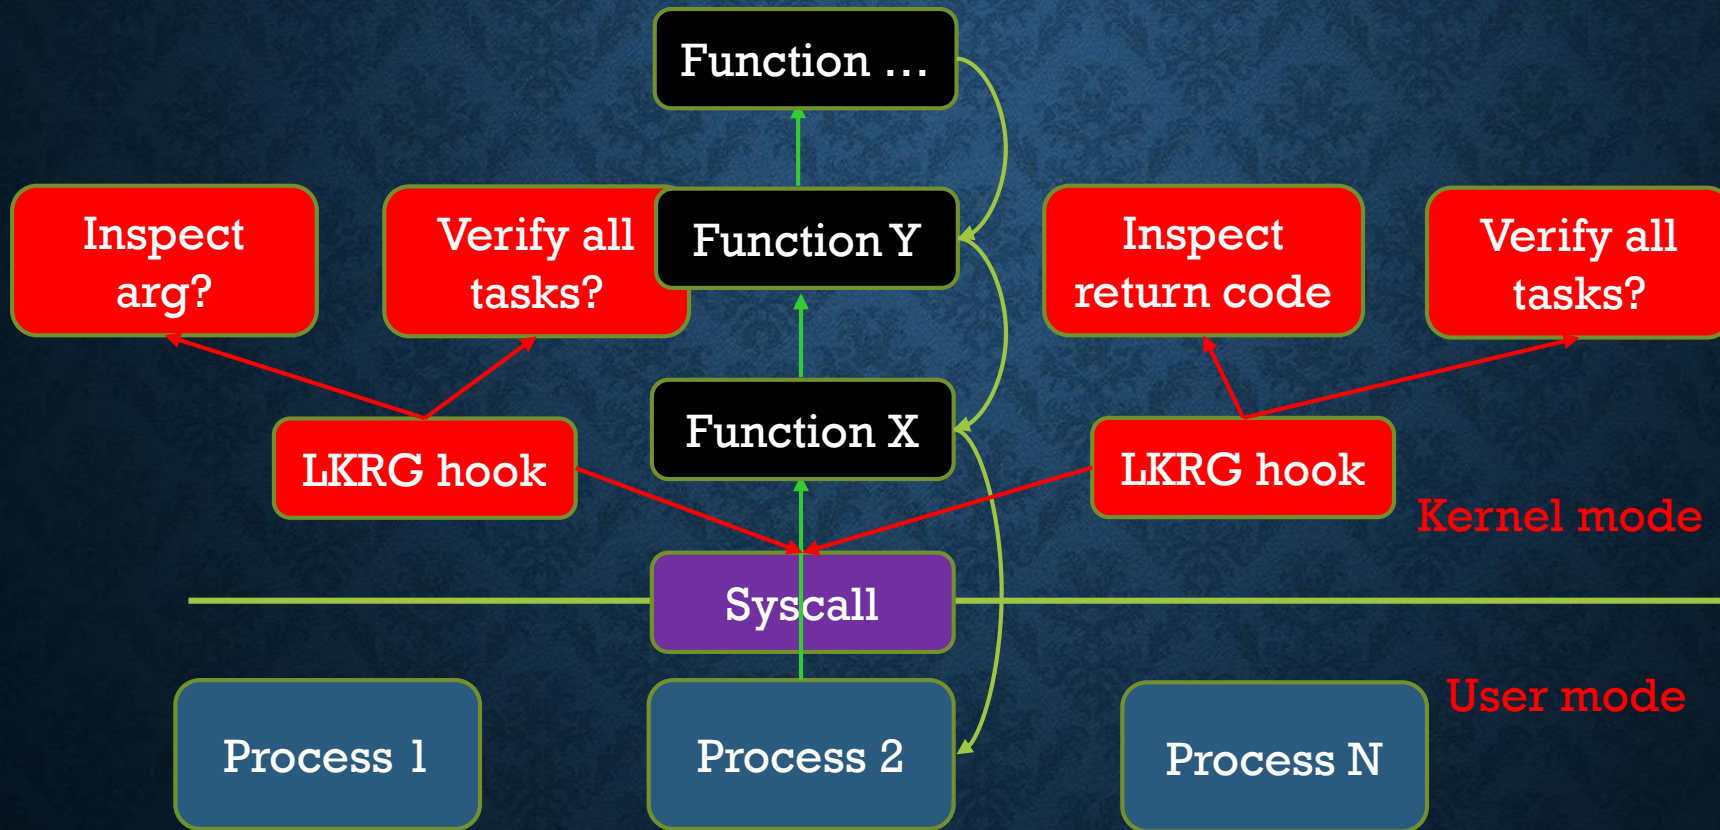 Function ...
Inspect
arg?
Verify all
tasks?
Function Y
Inspect
return code
Verify all
tasks?
LKRG hook
Function X
LKRG hook
Kernel mode
Syscall
User mode
Process 1
Process 2
Process N